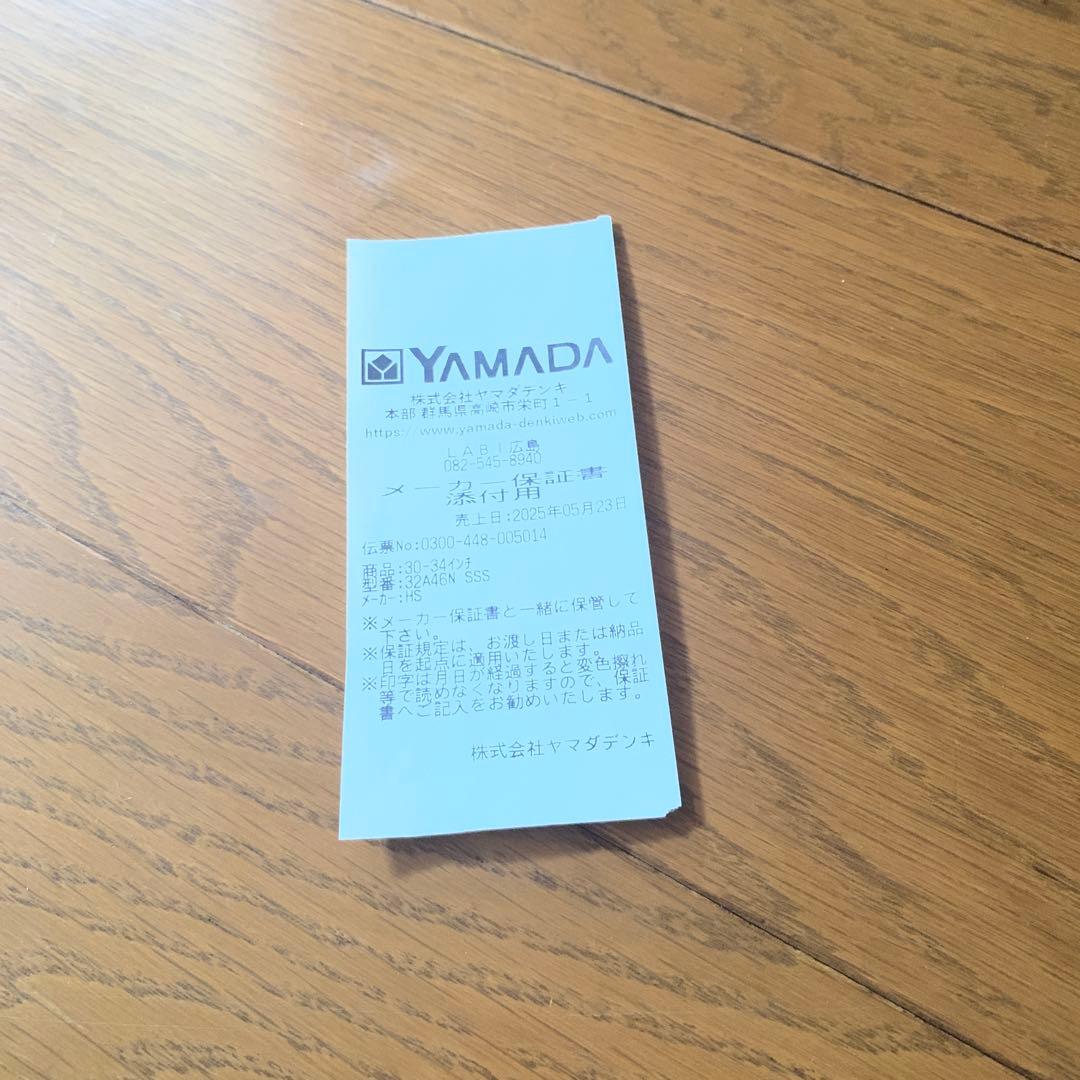 YAMADA
株式会社ヤマダデンキ
本部 群馬県高崎市栄町1-1
https://www.yamada-denkiweb.com
LABI広島
082-545-8940
メーカー保証書
添付用
売上日:2025年05月23日
伝票No:0300-448-005014
商品:30-34インチ
型番:32A46N SSS
メーカー:HS
※メーカー保証書と一緒に保管して
下さい。
※保証規定は、お渡し日または納品
日を起点に適用いたします。
※印字は月日が経過すると変色擦れ
等で読めなくなりますので、保証
書へご記入をお勧めいたします。
株式会社ヤマダデンキ